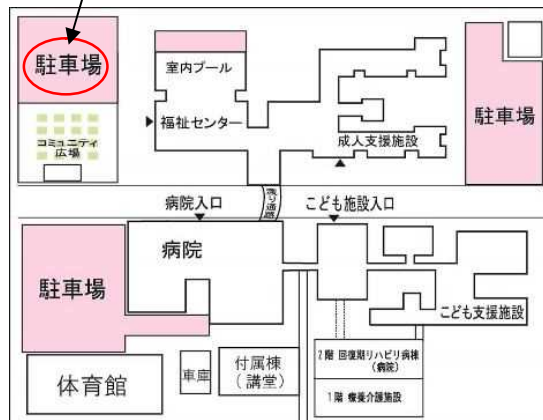 駐車場
室内プール
福祉センター
駐車場
成人支援施設
コミュニティ
広場
病院入口
渡り通路
こども施設入口
病院
駐車場
こども支援施設
体育館
車庫
付属棟
(講堂)
2階 回復期リハビリ病棟
(病院)
1階 療養介護施設